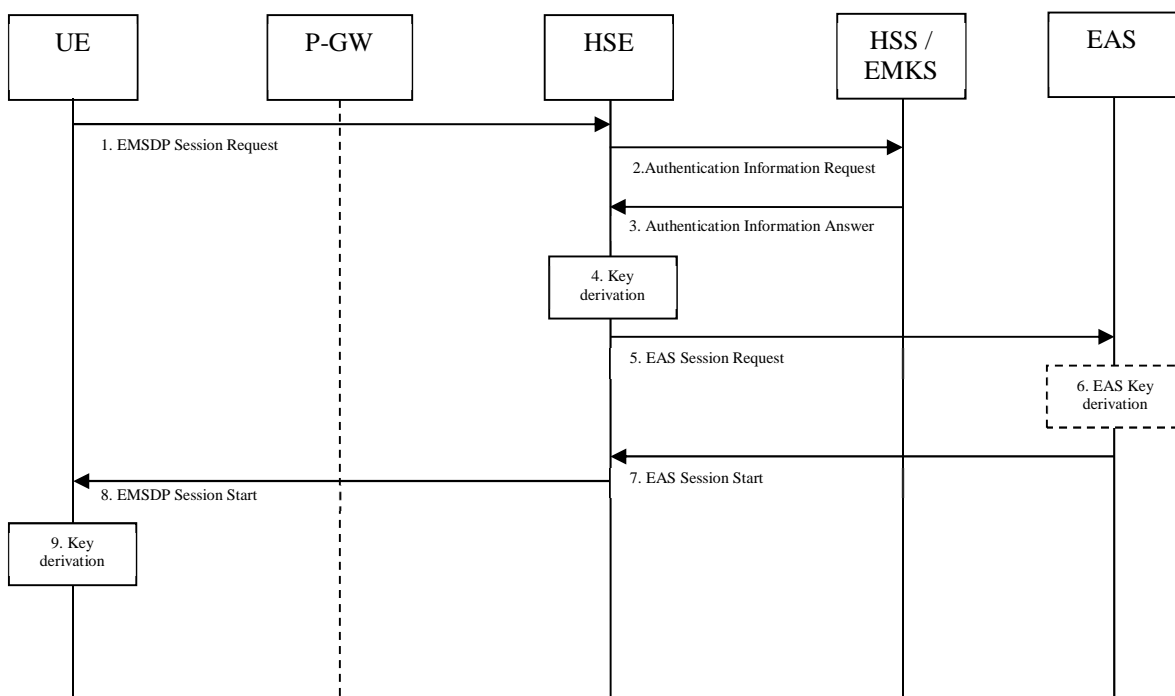 UE
P-GW
HSE
HSS /
EMKS
EAS
1. EMSDP Session Request
2.Authentication Information Request
3. Authentication Information Answer
4. Key
derivation
5. EAS Session Request
6. EAS Key
derivation
7. EAS Session Start
8. EMSDP Session Start
9. Key
derivation